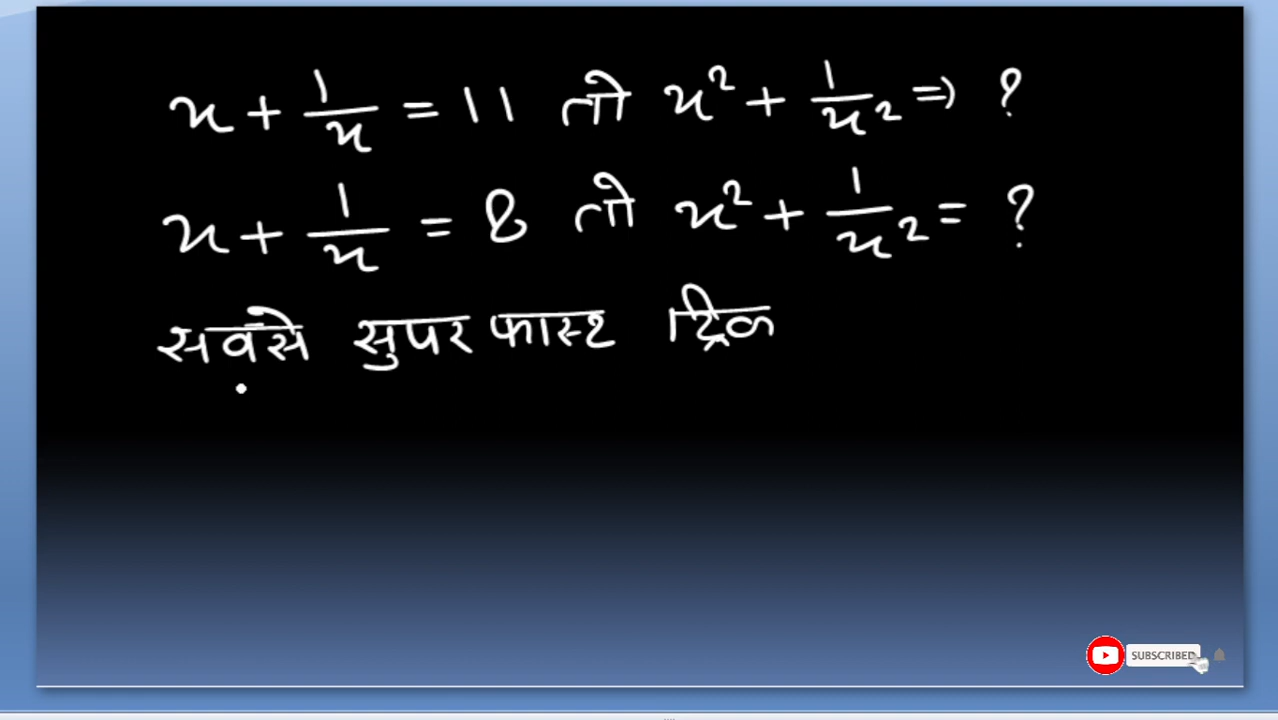 x + 1/x = 11 तो x² + 1/x² => ?
x + 1/x = 8 तो x² + 1/x² = ?
सबसे सुपर फास्ट ट्रिक
SUBSCRIBED